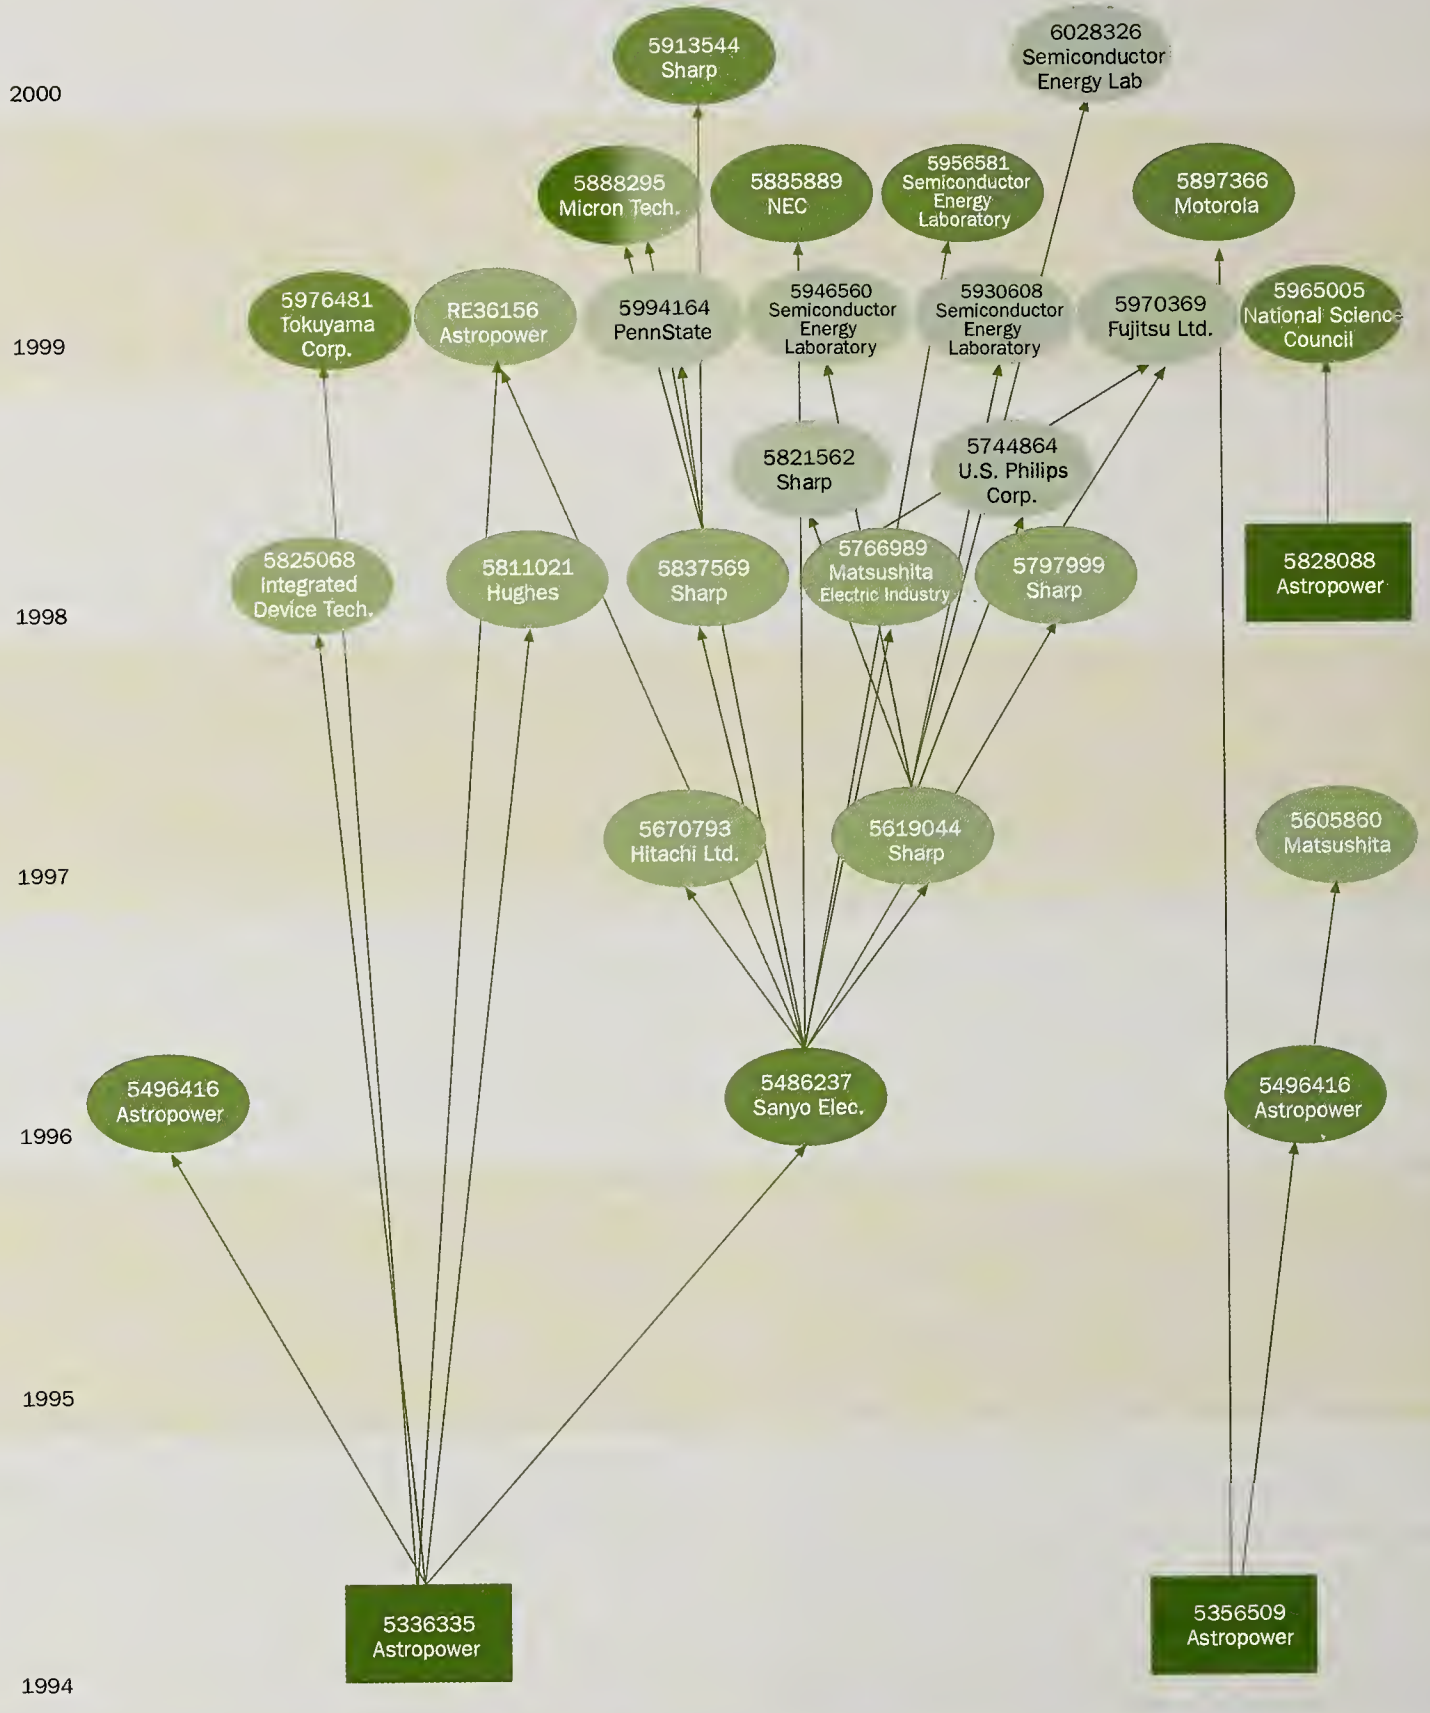 5913544
Sharp
6028326
Semiconductor
Energy Lab
2000
5888295
Micron Tech.
5885889
NEC
5956581
Semiconductor
Energy
Laboratory
5897366
Motorola
5976481
Tokuyama
Corp.
RE36156
Astropower
5994164
PennState
5946560
Semiconductor
Energy
Laboratory
5930608
Semiconductor
Energy
Laboratory
5970369
Fujitsu Ltd.
5965005
National Science
Council
1999
5821562
Sharp
5744864
U.S. Philips
Corp.
5825068
Integrated
Device Tech.
5811021
Hughes
5837569
Sharp
5766989
Matsushita
Electric Industry
5797999
Sharp
5828088
Astropower
1998
5670793
Hitachi Ltd.
5619044
Sharp
5605860
Matsushita
1997
5496416
Astropower
5486237
Sanyo Elec.
5496416
Astropower
1996
1995
5336335
Astropower
5356509
Astropower
1994